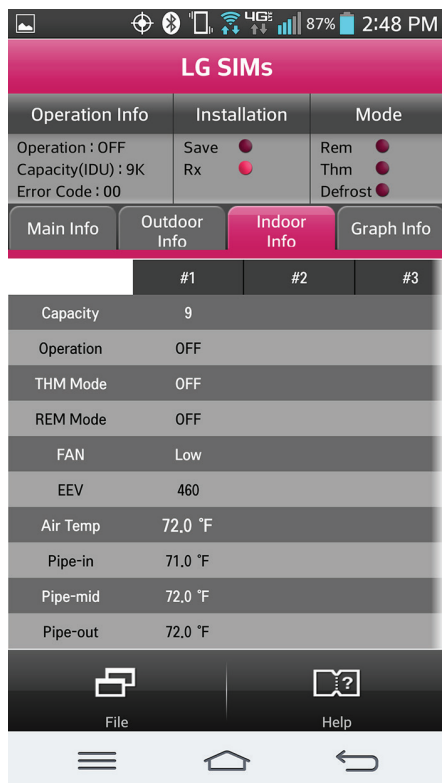 4G 87% 2:48 PM
LG SIMs
Operation Info Installation Mode
Operation : OFF Save Rem
Capacity(IDU) : 9K Rx Thm
Error Code : 00 Defrost
Main Info Outdoor Info Indoor Info Graph Info
#1 #2 #3
Capacity 9
Operation OFF
THM Mode OFF
REM Mode OFF
FAN Low
EEV 460
Air Temp 72.0 °F
Pipe-in 71.0 °F
Pipe-mid 72.0 °F
Pipe-out 72.0 °F
?
File Help